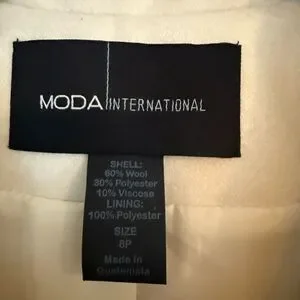 MODA INTERNATIONAL
SHELL:
60% Wool
30% Polyester
10% Viscose
LINING:
100% Polyester
SIZE
8P
Made in
Guatemala